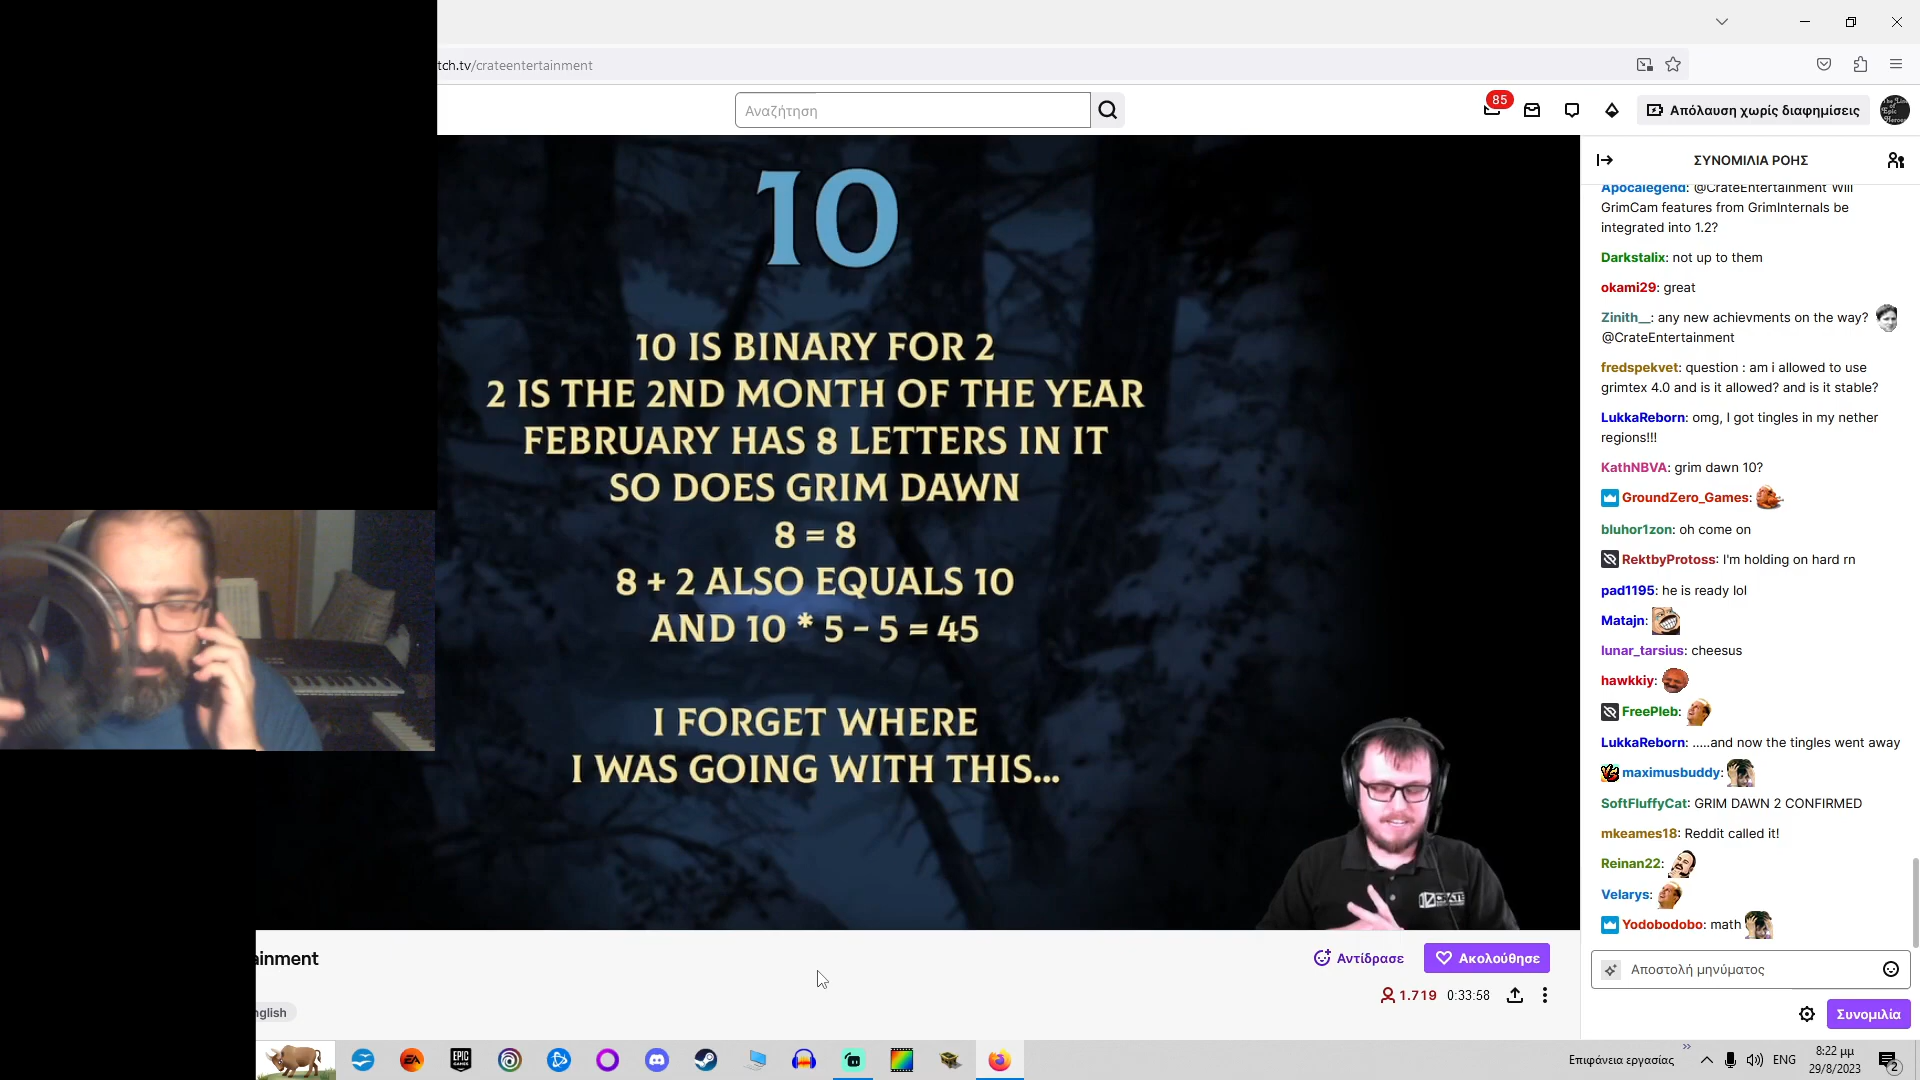 tch.tv/crateentertainment
Αναζήτηση
85
Απόλαυση χωρίς διαφημίσεις
10
10 IS BINARY FOR 2
2 IS THE 2ND MONTH OF THE YEAR
FEBRUARY HAS 8 LETTERS IN IT
SO DOES GRIM DAWN
8 = 8
8 + 2 ALSO EQUALS 10
AND 10 * 5 - 5 = 45
I FORGET WHERE
I WAS GOING WITH THIS...
CRATE
ΣΥΝΟΜΙΛΙΑ ΡΟΗΣ
Apocalegend: @CrateEntertainment Will
GrimCam features from GrimInternals be
integrated into 1.2?
Darkstalix: not up to them
okami29: great
Zinith__: any new achievments on the way?
@CrateEntertainment
fredspekvet: question : am i allowed to use
grimtex 4.0 and is it allowed? and is it stable?
LukkaReborn: omg, I got tingles in my nether
regions!!!
KathNBVA: grim dawn 10?
GroundZero_Games:
bluhor1zon: oh come on
RektbyProtoss: I'm holding on hard rn
pad1195: he is ready lol
Matajn:
lunar_tarsius: cheesus
hawkkiy:
FreePleb:
LukkaReborn: .....and now the tingles went away
maximusbuddy:
SoftFluffyCat: GRIM DAWN 2 CONFIRMED
mkeames18: Reddit called it!
Reinan22:
Velarys:
Yodobodobo: math
Αποστολή μηνύματος
Συνομιλία
ainment
Αντίδρασε
Ακολούθησε
1.719
0:33:58
nglish
EA
EPIC
GAMES
Επιφάνεια εργασίας
»
ENG
8:22 μμ
29/8/2023
2